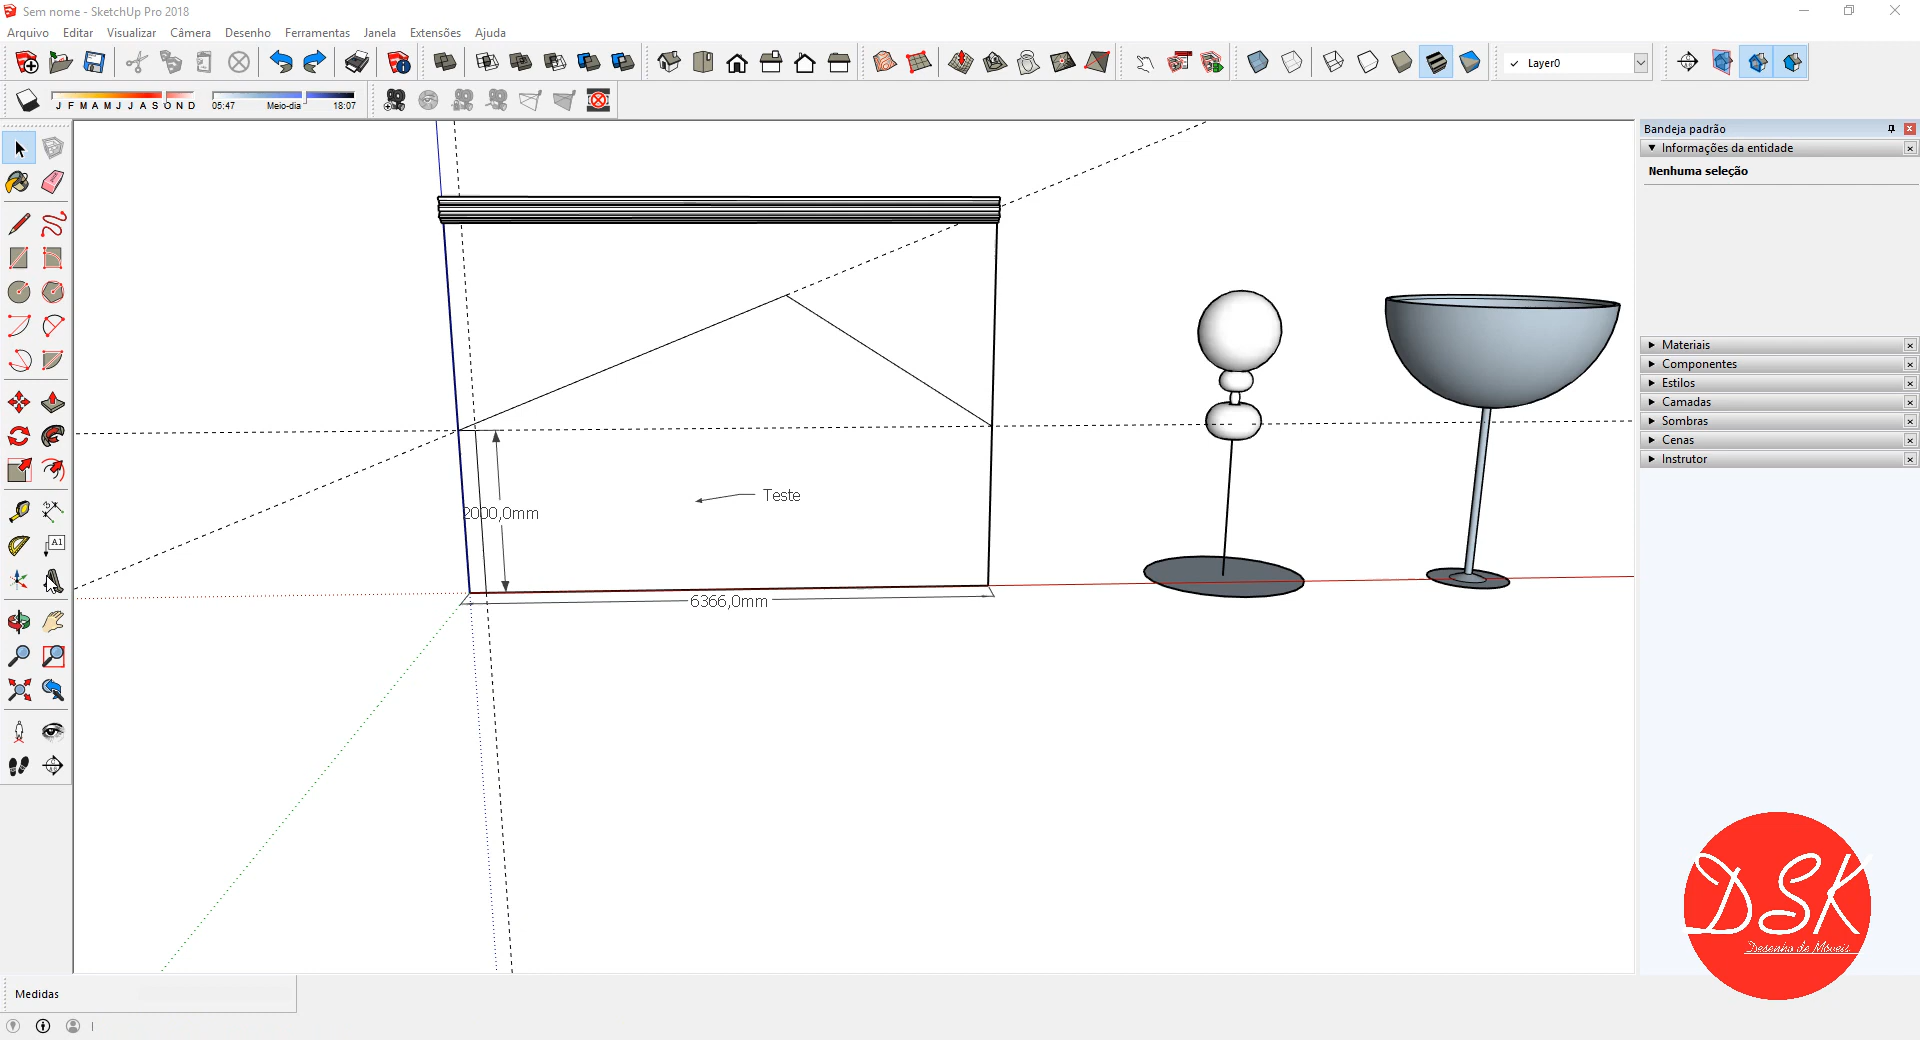 Sem nome - SketchUp Pro 2018
Arquivo Editar Visualizar Câmera Desenho Ferramentas Janela Extensões Ajuda
Layer0
J F M A M J J A S O N D
05:47 Meio-dia 18:07
Bandeja padrão
Informações da entidade
Nenhuma seleção
Materiais
Componentes
Estilos
Camadas
Sombras
Cenas
Instrutor
A1
2000,0mm
Teste
6366,0mm
DSK
Desenho de Móveis
Medidas